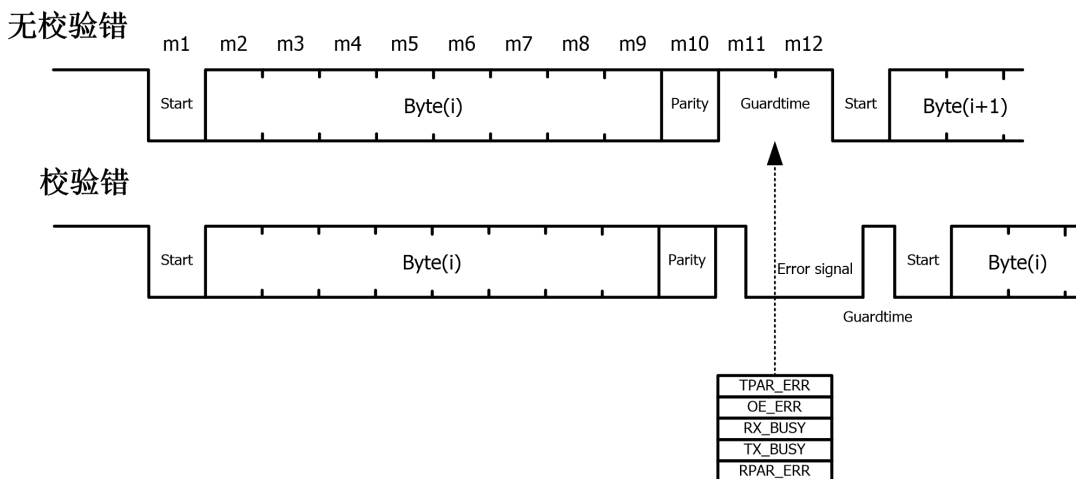 无校验错
m1 m2 m3 m4 m5 m6 m7 m8 m9 m10 m11 m12
Start Byte(i) Parity Guardtime Start Byte(i+1)
校验错
Start Byte(i) Parity Error signal Start Byte(i)
Guardtime
TPAR_ERR
OE_ERR
RX_BUSY
TX_BUSY
RPAR_ERR